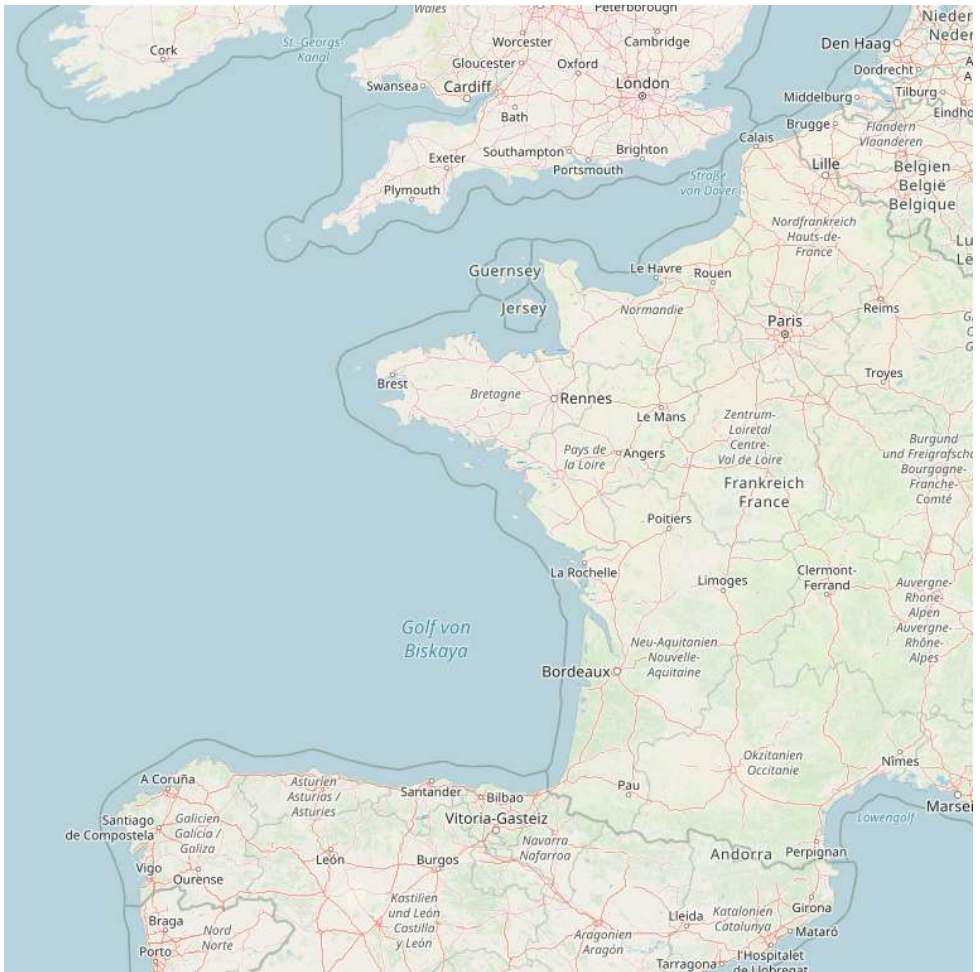 Wales
Peterborough
Cork
St.-Georgs-
Kanal
Worcester
Cambridge
Gloucester
Oxford
Den Haag
Swansea
Cardiff
London
Dordrecht
Middelburg
Tilburg
Bath
Brugge
Flandern
Vlaanderen
Exeter
Southampton
Brighton
Portsmouth
Calais
Lille
Belgien
België
Belgique
Plymouth
Straße
von Dover
Nordfrankreich
Hauts-de-
France
Guernsey
Le Havre
Rouen
Jersey
Normandie
Reims
Paris
Brest
Bretagne
Rennes
Troyes
Le Mans
Zentrum-
Loiretal
Centre-
Val de Loire
Pays de
la Loire
Angers
Burgund
und Freigrafscha
Bourgogne-
Franche-
Comté
Frankreich
France
Poitiers
La Rochelle
Limoges
Clermont-
Ferrand
Auvergne-
Rhone-
Alpen
Auvergne-
Rhône-
Alpes
Golf von
Biskaya
Neu-Aquitanien
Nouvelle-
Aquitaine
Bordeaux
Okzitanien
Occitanie
Nîmes
A Coruña
Asturien
Asturias /
Asturies
Santander
Bilbao
Pau
Marsei
Santiago
de Compostela
Galicien
Galicia /
Galiza
Vitoria-Gasteiz
Löwengolf
Navarra
Nafarroa
Vigo
León
Burgos
Andorra
Perpignan
Ourense
Kastilien
und León
Castilla
y León
Girona
Braga
Nord
Norte
Lleida
Katalonien
Catalunya
Mataró
Aragonien
Aragón
Porto
l'Hospitalet
de Llobregat
Tarragona